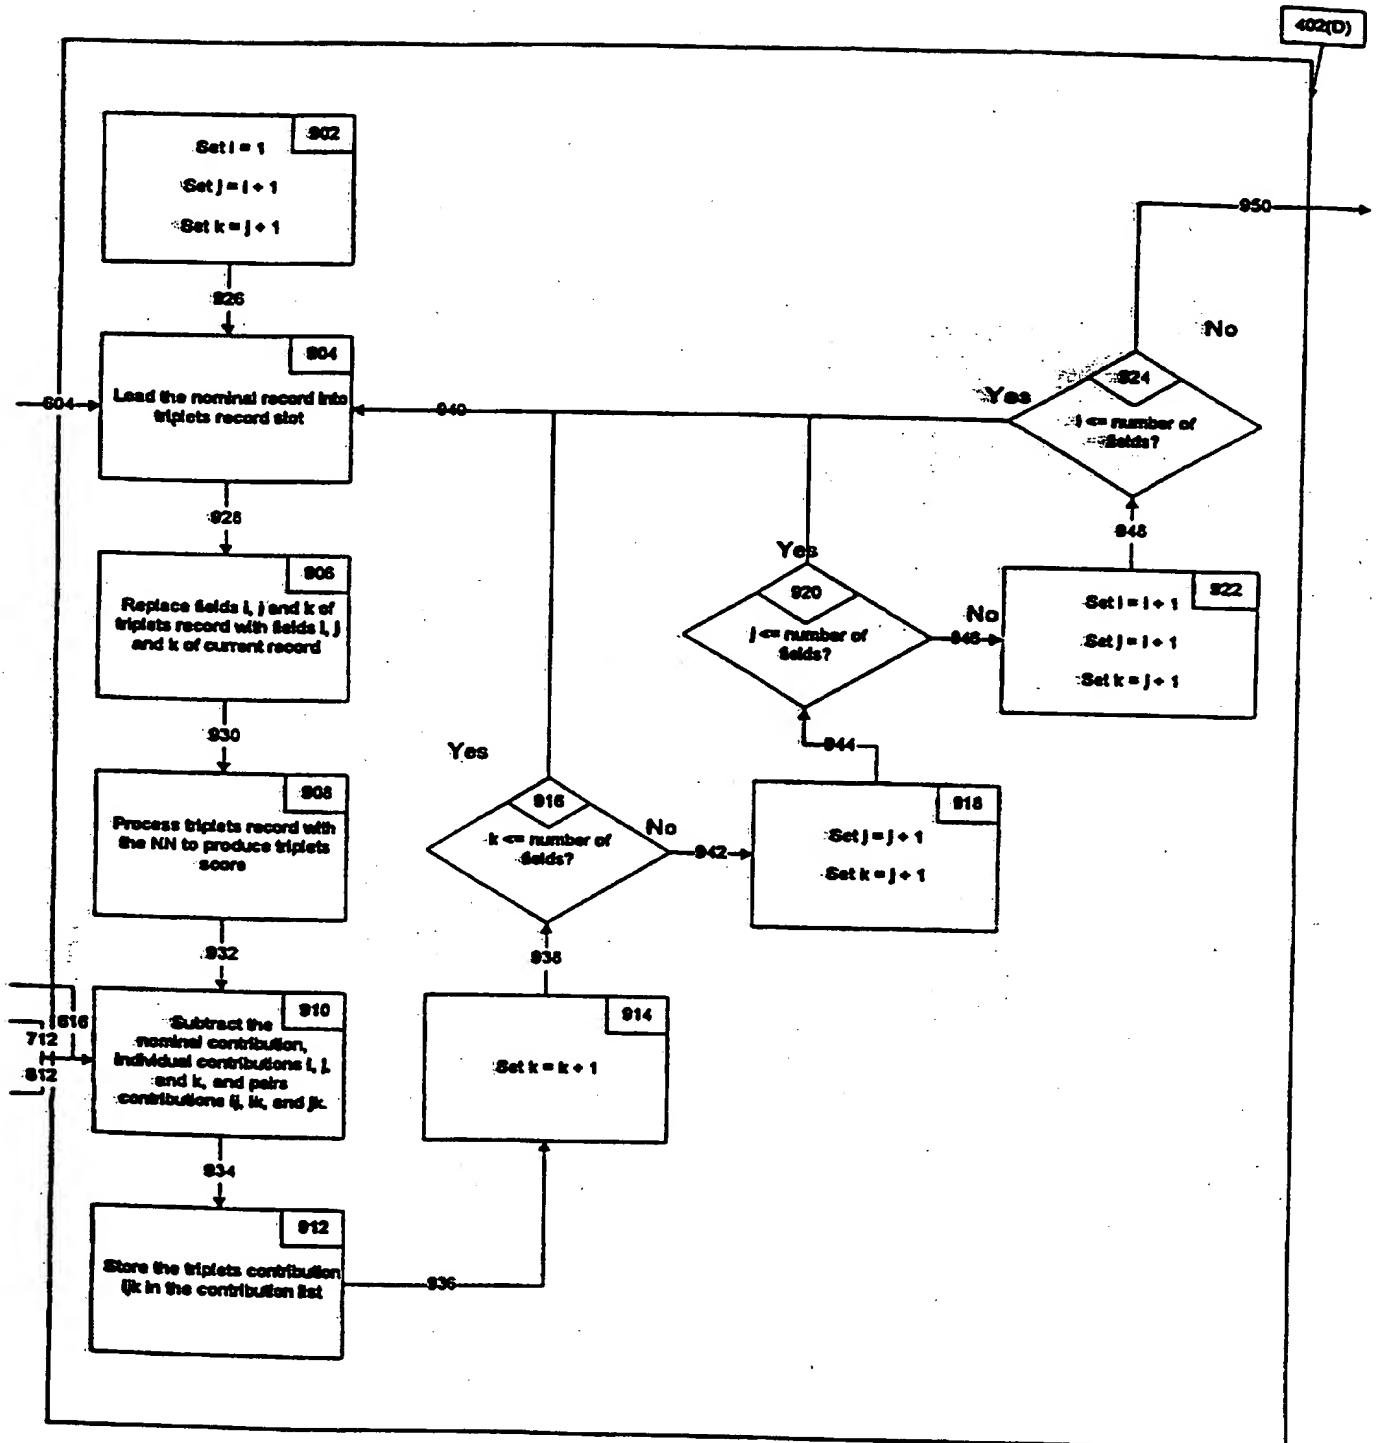 402(D)
902
Set i = 1
Set j = i + 1
Set k = j + 1
926
904
Load the nominal record into
triplets record slot
604
940
928
906
Replace fields i, j and k of
triplets record with fields i, j
and k of current record
930
908
Process triplets record with
the NN to produce triplets
score
932
910
Subtract the
nominal contribution,
individual contributions i, j,
and k, and pairs
contributions ij, ik, and jk.
616
712
812
934
912
Store the triplets contribution
ijk in the contribution list
936
914
Set k = k + 1
938
916
k <= number of
fields?
Yes
No
942
918
Set j = j + 1
Set k = j + 1
944
920
j <= number of
fields?
Yes
No
946
922
Set i = i + 1
Set j = i + 1
Set k = j + 1
948
924
i <= number of
fields?
Yes
No
950